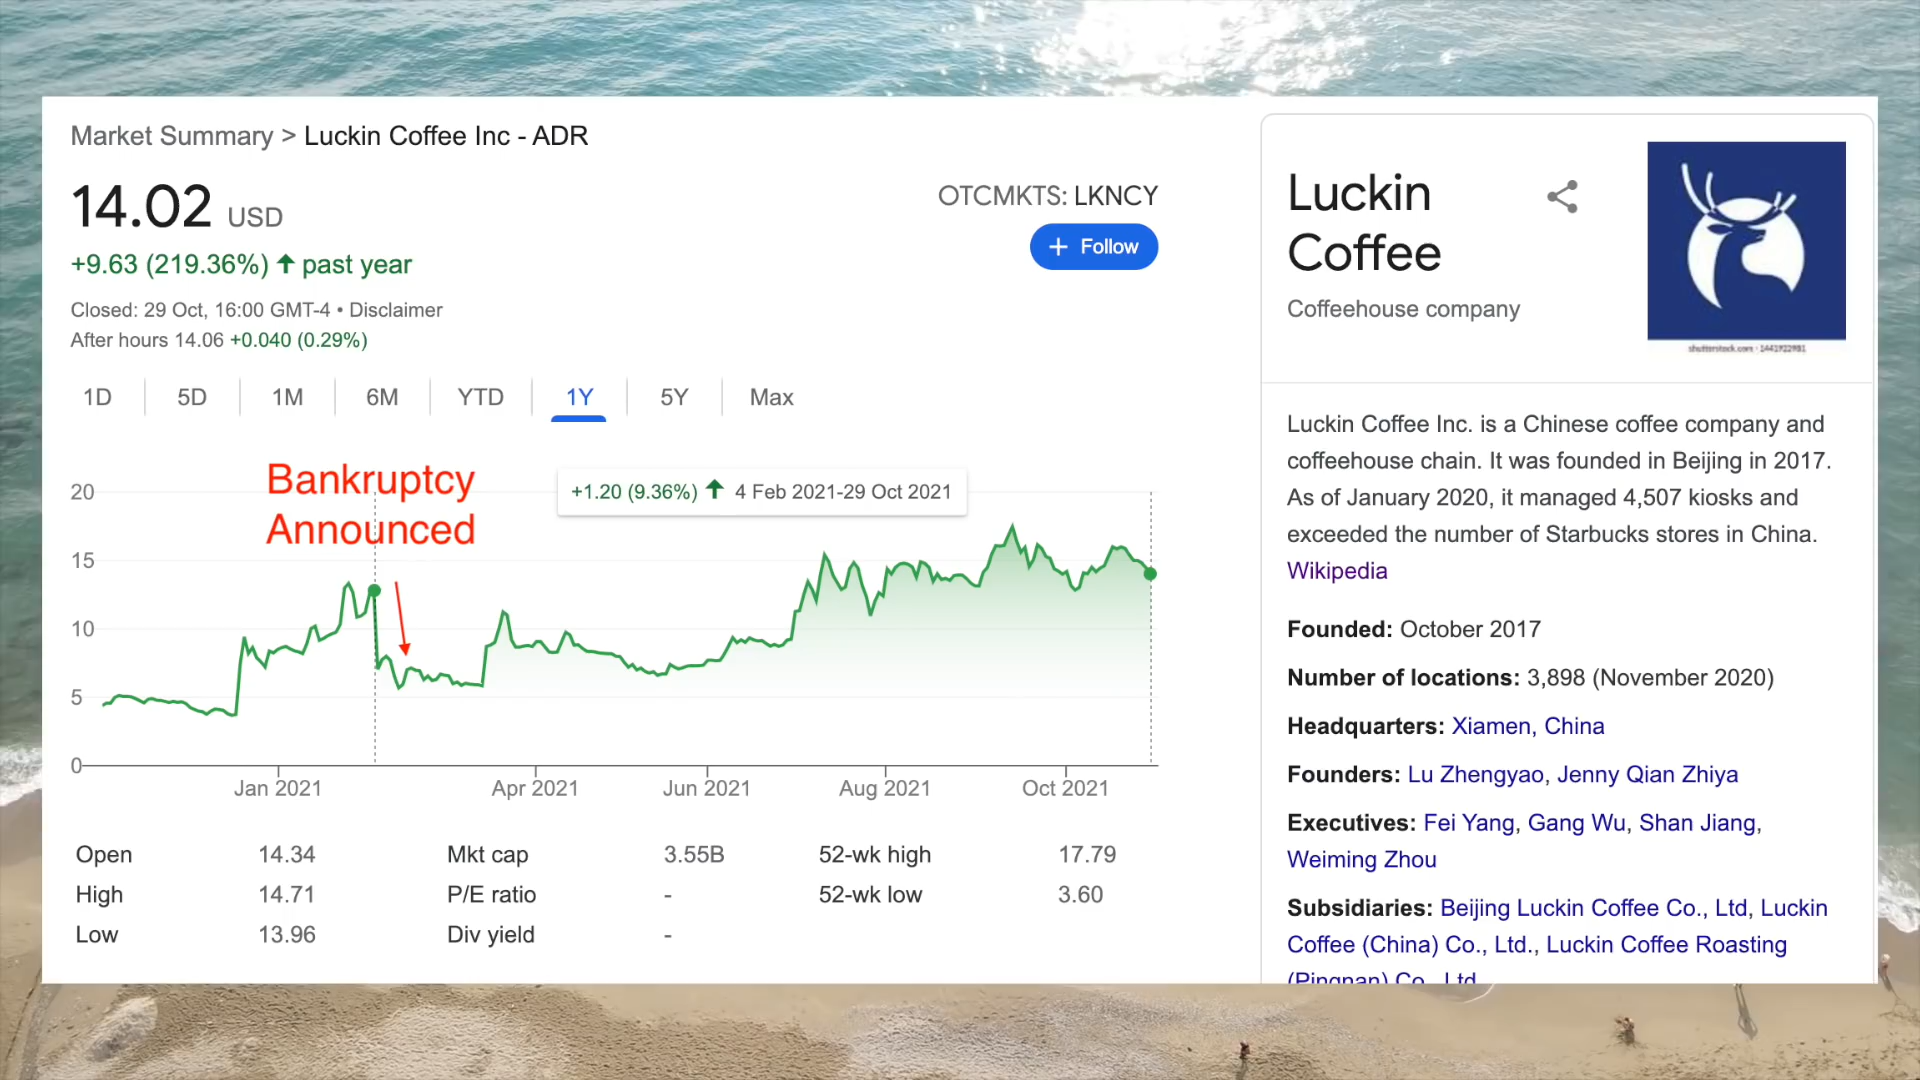 Market Summary > Luckin Coffee Inc - ADR
14.02 USD
+9.63 (219.36%) ↑ past year
Closed: 29 Oct, 16:00 GMT-4 • Disclaimer
After hours 14.06 +0.040 (0.29%)
OTCMKTS: LKNCY
+ Follow
1D 5D 1M 6M YTD 1Y 5Y Max
Bankruptcy
Announced
+1.20 (9.36%) ↑ 4 Feb 2021-29 Oct 2021
20
15
10
5
0
Jan 2021 Apr 2021 Jun 2021 Aug 2021 Oct 2021
Open 14.34 Mkt cap 3.55B 52-wk high 17.79
High 14.71 P/E ratio - 52-wk low 3.60
Low 13.96 Div yield -
Luckin
Coffee
Coffeehouse company
shutterstock.com · 1441922981
Luckin Coffee Inc. is a Chinese coffee company and
coffeehouse chain. It was founded in Beijing in 2017.
As of January 2020, it managed 4,507 kiosks and
exceeded the number of Starbucks stores in China.
Wikipedia
Founded: October 2017
Number of locations: 3,898 (November 2020)
Headquarters: Xiamen, China
Founders: Lu Zhengyao, Jenny Qian Zhiya
Executives: Fei Yang, Gang Wu, Shan Jiang,
Weiming Zhou
Subsidiaries: Beijing Luckin Coffee Co., Ltd, Luckin
Coffee (China) Co., Ltd., Luckin Coffee Roasting
(Pingnan) Co., Ltd